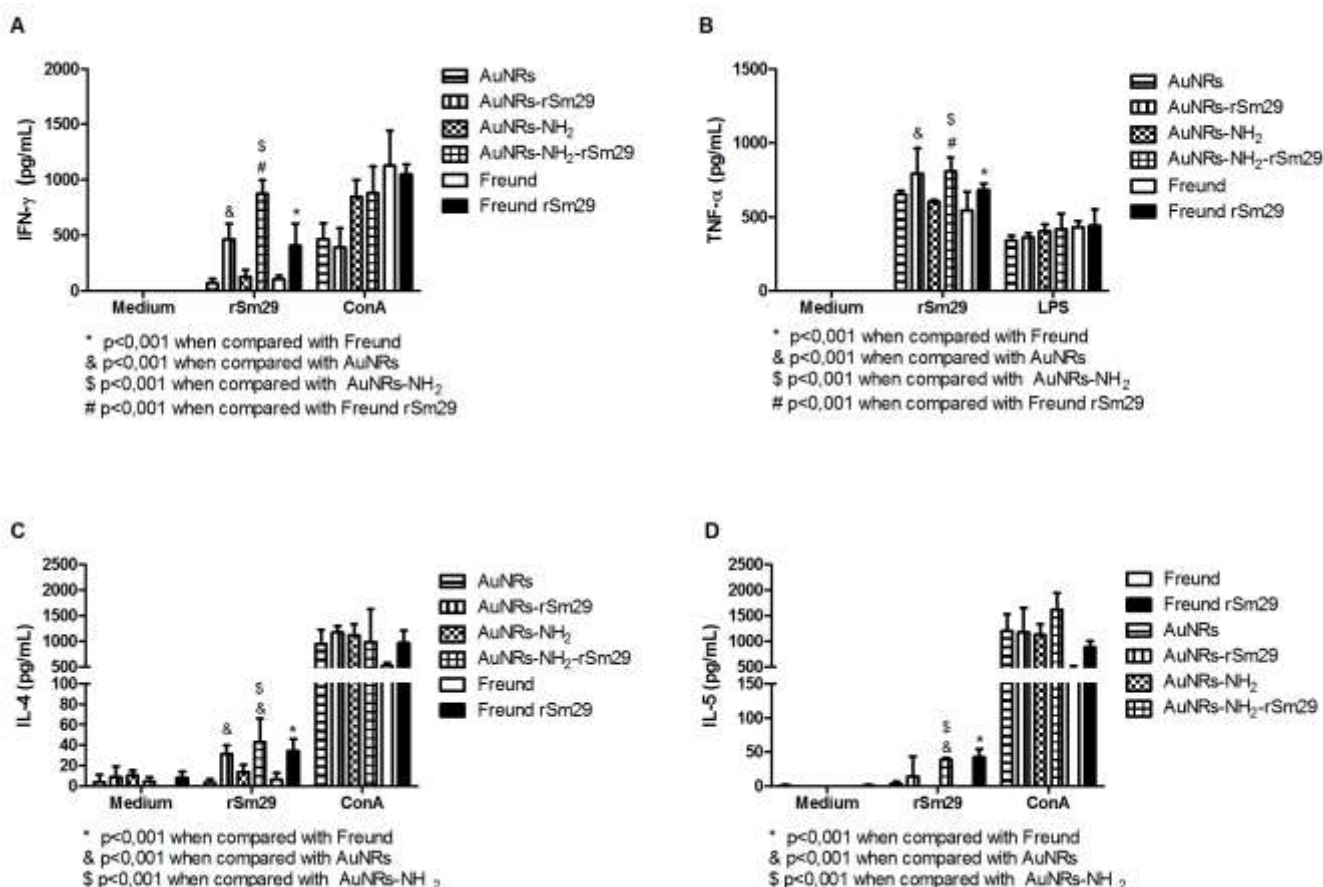 A
IFN-γ (pg/mL)
2000
1500
1000
500
0
&
$
#
*
Medium
rSm29
ConA
AuNRs
AuNRs-rSm29
AuNRs-NH2
AuNRs-NH2-rSm29
Freund
Freund rSm29
* p<0,001 when compared with Freund
& p<0,001 when compared with AuNRs
$ p<0,001 when compared with AuNRs-NH2
# p<0,001 when compared with Freund rSm29
B
TNF-α (pg/mL)
1500
1000
500
0
&
$
#
*
Medium
rSm29
LPS
AuNRs
AuNRs-rSm29
AuNRs-NH2
AuNRs-NH2-rSm29
Freund
Freund rSm29
* p<0,001 when compared with Freund
& p<0,001 when compared with AuNRs
$ p<0,001 when compared with AuNRs-NH2
# p<0,001 when compared with Freund rSm29
C
IL-4 (pg/mL)
2500
2000
1500
1000
500
100
80
60
40
20
0
&
$
&
*
Medium
rSm29
ConA
AuNRs
AuNRs-rSm29
AuNRs-NH2
AuNRs-NH2-rSm29
Freund
Freund rSm29
* p<0,001 when compared with Freund
& p<0,001 when compared with AuNRs
$ p<0,001 when compared with AuNRs-NH2
D
IL-5 (pg/mL)
2500
2000
1500
1000
500
150
100
50
0
$
&
*
Medium
rSm29
ConA
Freund
Freund rSm29
AuNRs
AuNRs-rSm29
AuNRs-NH2
AuNRs-NH2-rSm29
* p<0,001 when compared with Freund
& p<0,001 when compared with AuNRs
$ p<0,001 when compared with AuNRs-NH2